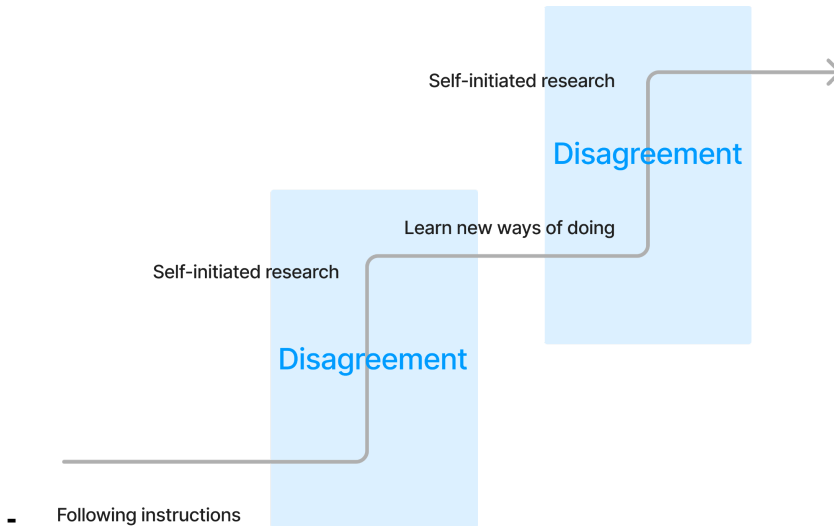 Self-initiated research
Disagreement
Learn new ways of doing
Self-initiated research
Disagreement
- Following instructions